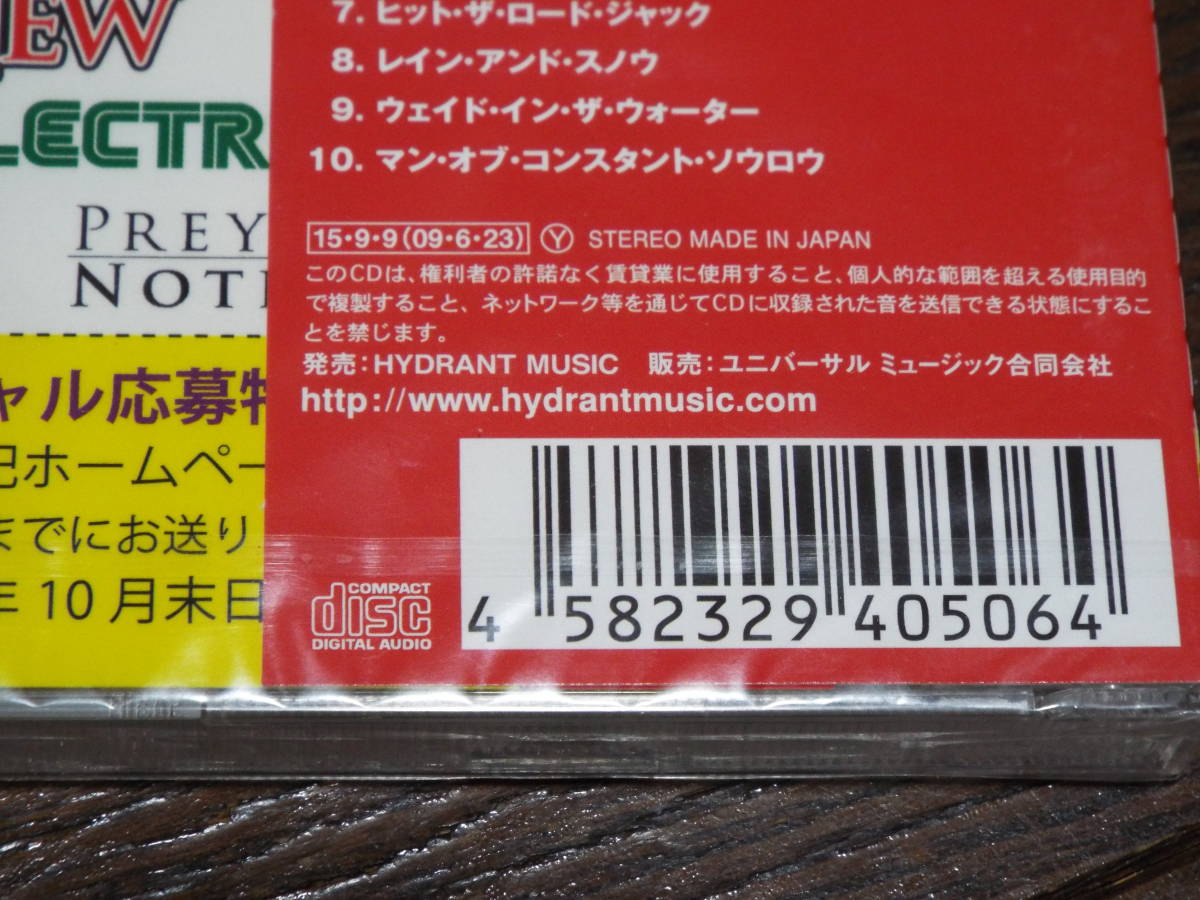 EW
LECTR
PREY
NOTE
ャル応募特
記ホームペー
までにお送り
年 10 月末日
7. ヒット・ザ・ロード・ジャック
8. レイン・アンド・スノウ
9. ウェイド・イン・ザ・ウォーター
10. マン・オブ・コンスタント・ソウロウ
15・9・9(09・6・23) Y STEREO MADE IN JAPAN
このCDは、権利者の許諾なく賃貸業に使用すること、個人的な範囲を超える使用目的
で複製すること、ネットワーク等を通じてCDに収録された音を送信できる状態にするこ
とを禁じます。
発売:HYDRANT MUSIC 販売:ユニバーサル ミュージック合同会社
http://www.hydrantmusic.com
COMPACT
disc
DIGITAL AUDIO
4 582329 405064